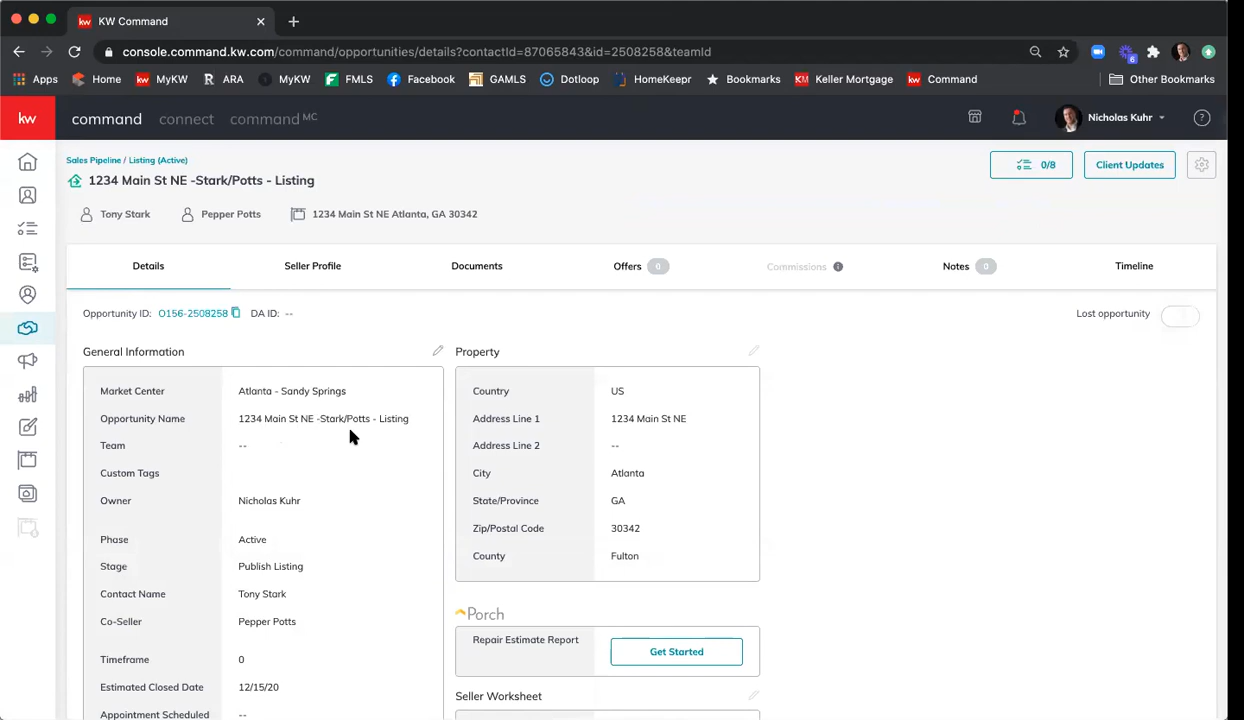 KW Command
console.command.kw.com/command/opportunities/details?contactId=87065843&id=2508258&teamId
Apps Home MyKW ARA MyKW FMLS Facebook GAMLS Dotloop HomeKeepr Bookmarks Keller Mortgage Command Other Bookmarks
kw command connect command MC Nicholas Kuhr
Sales Pipeline / Listing (Active)
1234 Main St NE -Stark/Potts - Listing
0/8 Client Updates
Tony Stark Pepper Potts 1234 Main St NE Atlanta, GA 30342
Details Seller Profile Documents Offers 0 Commissions Notes 0 Timeline
Opportunity ID: O156-2508258 DA ID: -- Lost opportunity
General Information
Market Center Atlanta - Sandy Springs
Opportunity Name 1234 Main St NE -Stark/Potts - Listing
Team --
Custom Tags
Owner Nicholas Kuhr
Phase Active
Stage Publish Listing
Contact Name Tony Stark
Co-Seller Pepper Potts
Timeframe 0
Estimated Closed Date 12/15/20
Appointment Scheduled --
Property
Country US
Address Line 1 1234 Main St NE
Address Line 2 --
City Atlanta
State/Province GA
Zip/Postal Code 30342
County Fulton
Porch
Repair Estimate Report Get Started
Seller Worksheet